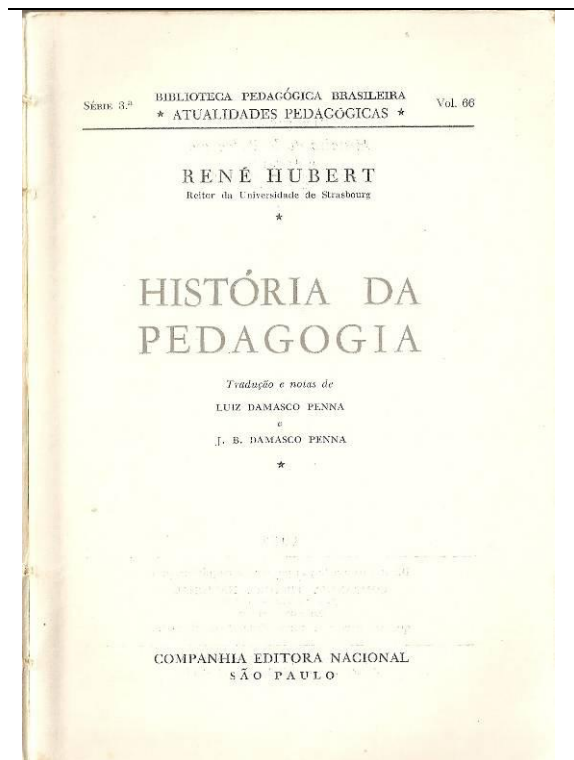 SÉRIE 3.ª
BIBLIOTECA PEDAGÓGICA BRASILEIRA
* ATUALIDADES PEDAGÓGICAS *
Vol. 66
RENÉ HUBERT
Reitor da Universidade de Strasbourg
*
HISTÓRIA DA
PEDAGOGIA
Tradução e notas de
LUIZ DAMASCO PENNA
e
J. B. DAMASCO PENNA
*
COMPANHIA EDITORA NACIONAL
SÃO PAULO